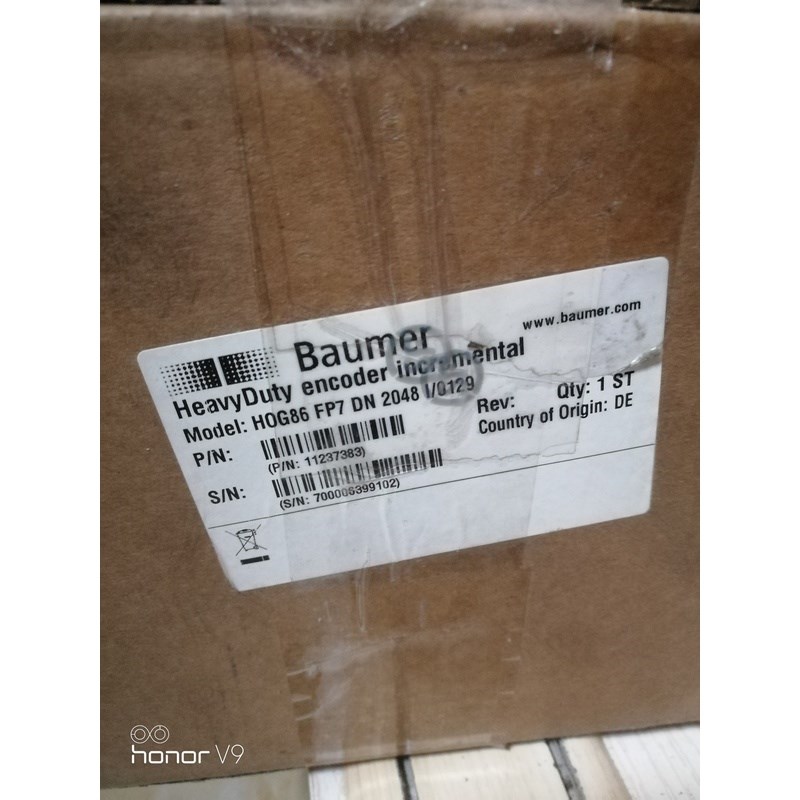 Baumer
www.baumer.com
HeavyDuty encoder incremental
Model: HOG86 FP7 DN 2048 I/0129
Rev: Qty: 1 ST
P/N:
(P/N: 11237383)
Country of Origin: DE
S/N:
(S/N: 700006399102)
honor V9